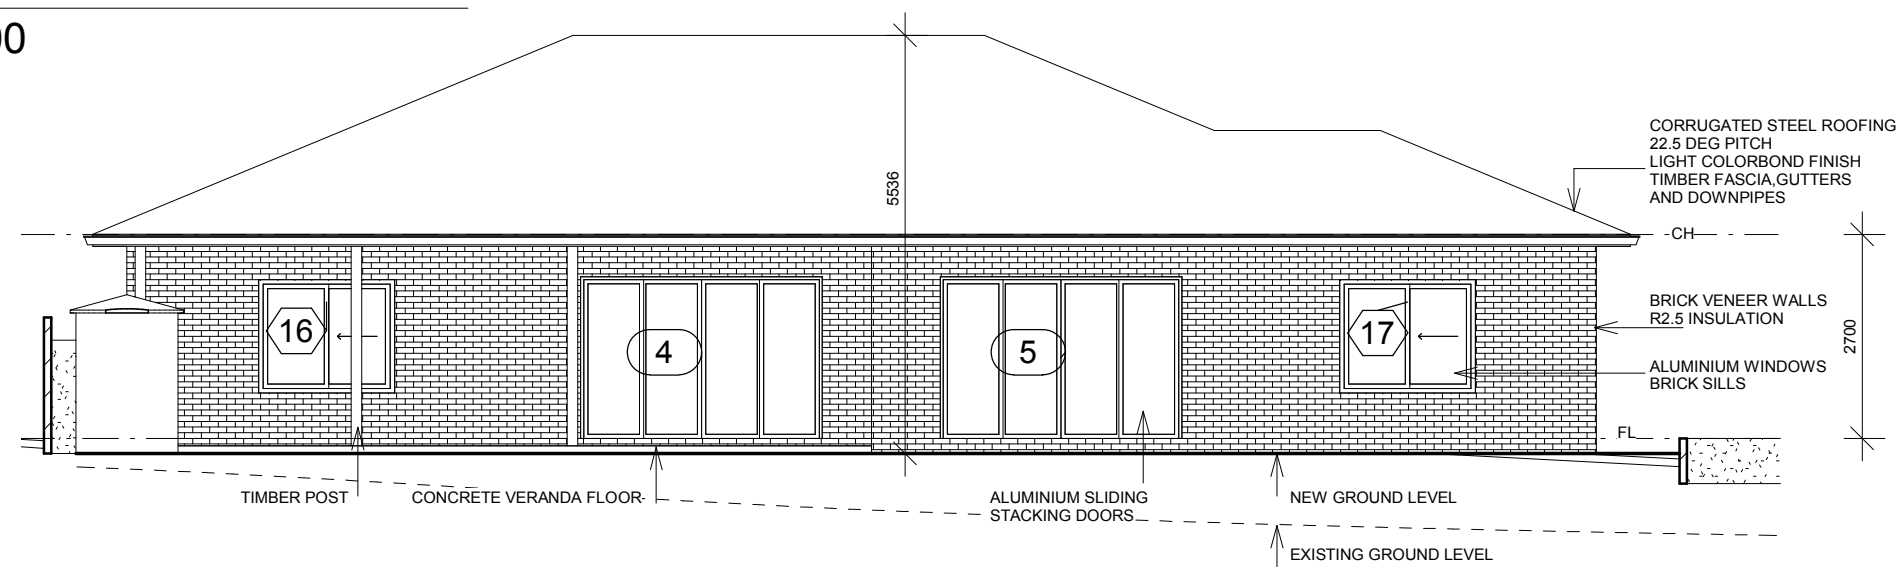 00
5536
CORRUGATED STEEL ROOFING
22.5 DEG PITCH
LIGHT COLORBOND FINISH
TIMBER FASCIA,GUTTERS
AND DOWNPIPES
CH
16
4
5
17
BRICK VENEER WALLS
R2.5 INSULATION
2700
ALUMINIUM WINDOWS
BRICK SILLS
FL
TIMBER POST
CONCRETE VERANDA FLOOR
ALUMINIUM SLIDING
STACKING DOORS
NEW GROUND LEVEL
EXISTING GROUND LEVEL